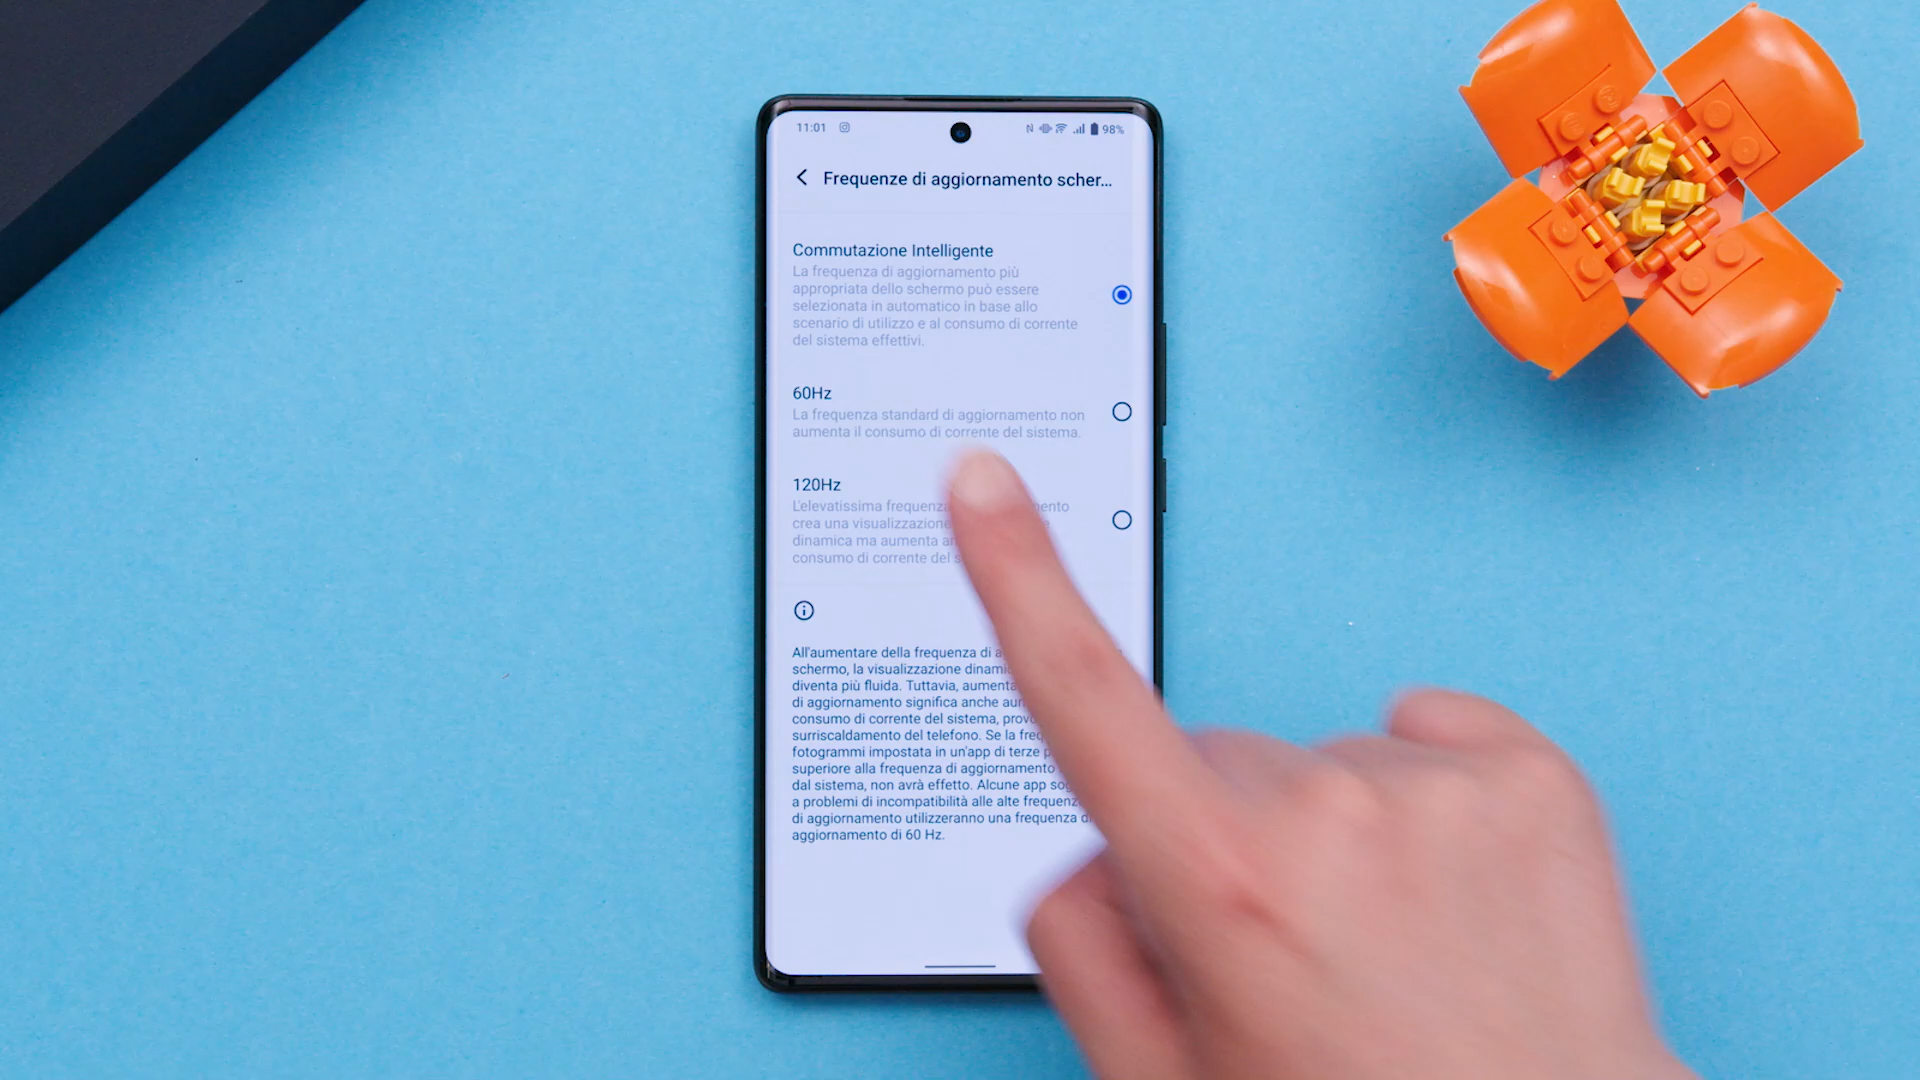 11:01
98%
Frequenze di aggiornamento scher...
Commutazione Intelligente
La frequenza di aggiornamento più
appropriata dello schermo può essere
selezionata in automatico in base allo
scenario di utilizzo e al consumo di corrente
del sistema effettivi.
60Hz
La frequenza standard di aggiornamento non
aumenta il consumo di corrente del sistema.
120Hz
L'elevatissima frequenza
crea una visualizzazione
dinamica ma aumenta
consumo di corrente del
All'aumentare della frequenza di
schermo, la visualizzazione
diventa più fluida. Tuttavia,
di aggiornamento significa anche
consumo di corrente del sistema,
surriscaldamento del telefono. Se la
fotogrammi impostata in un'app di terze
superiore alla frequenza di aggiornamento
dal sistema, non avrà effetto. Alcune app
a problemi di incompatibilità alle alte
di aggiornamento utilizzeranno una frequenza di
aggiornamento di 60 Hz.